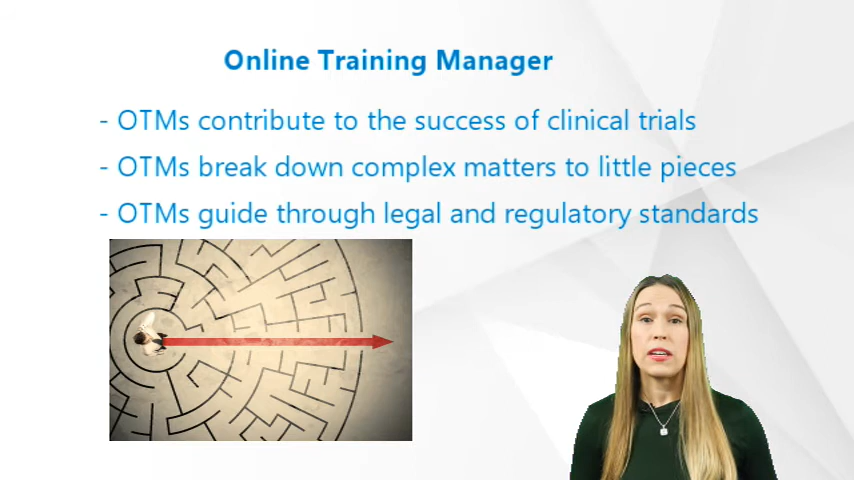 Online Training Manager
- OTMs contribute to the success of clinical trials
- OTMs break down complex matters to little pieces
- OTMs guide through legal and regulatory standards